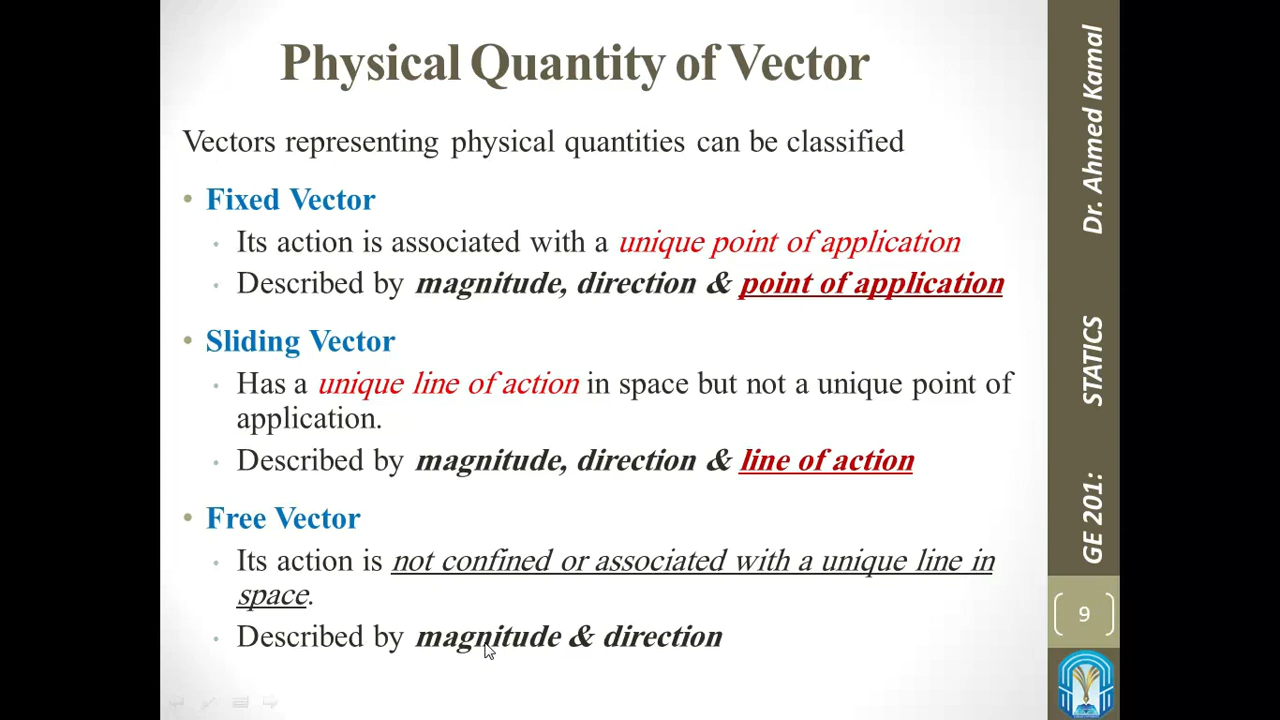 Physical Quantity of Vector
Vectors representing physical quantities can be classified
• Fixed Vector
• Its action is associated with a unique point of application
• Described by magnitude, direction & point of application
• Sliding Vector
• Has a unique line of action in space but not a unique point of
application.
• Described by magnitude, direction & line of action
• Free Vector
• Its action is not confined or associated with a unique line in
space.
• Described by magnitude & direction
GE 201: STATICS Dr. Ahmed Kamal
9